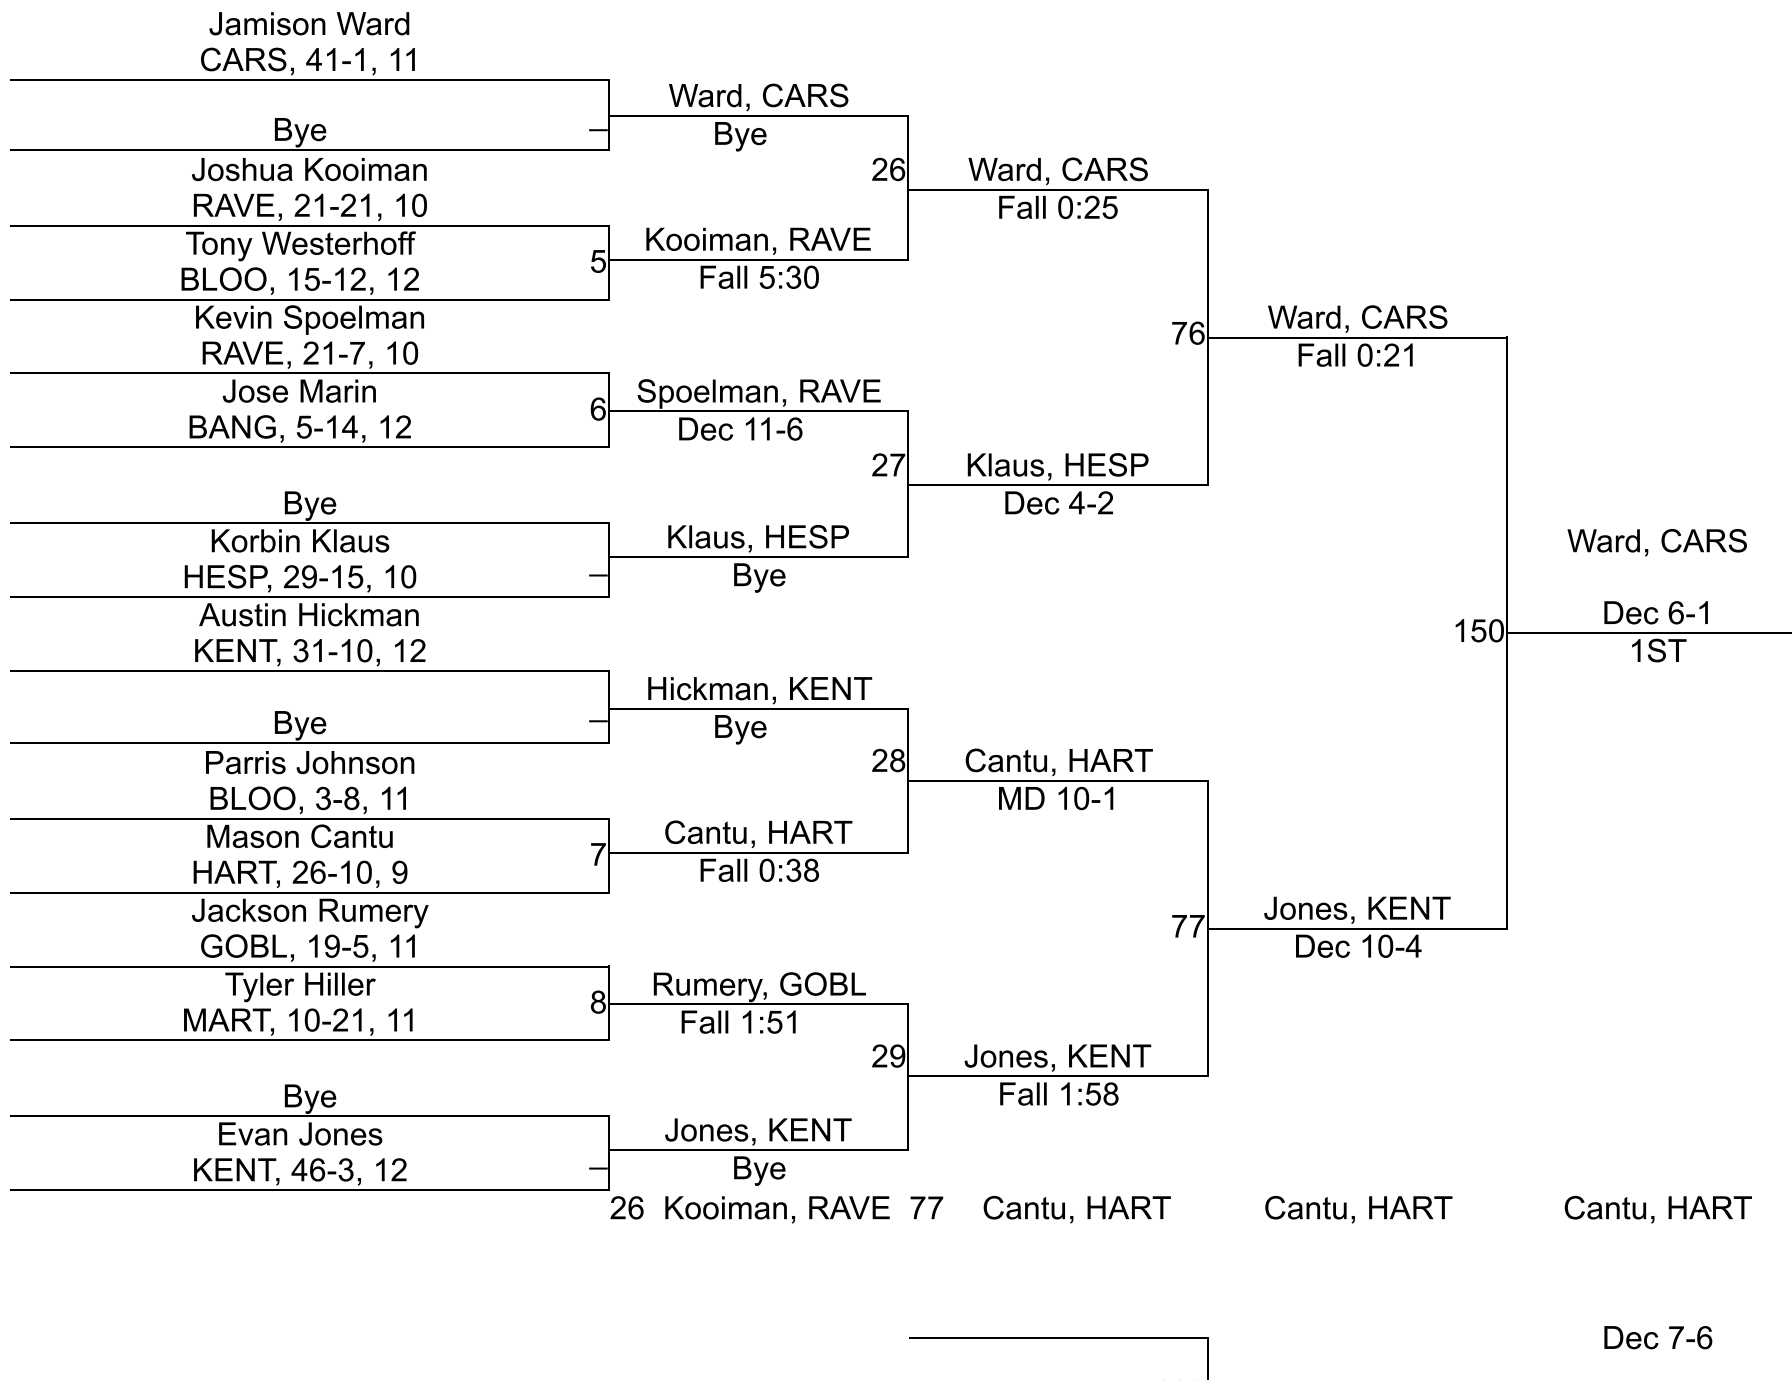 Jamison Ward
CARS, 41-1, 11
Ward, CARS
Bye
Bye
Joshua Kooiman
RAVE, 21-21, 10
26
Ward, CARS
Fall 0:25
Tony Westerhoff
BLOO, 15-12, 12
5
Kooiman, RAVE
Fall 5:30
Kevin Spoelman
RAVE, 21-7, 10
76
Ward, CARS
Fall 0:21
Jose Marin
BANG, 5-14, 12
6
Spoelman, RAVE
Dec 11-6
27
Klaus, HESP
Dec 4-2
Bye
Korbin Klaus
HESP, 29-15, 10
Klaus, HESP
Bye
Ward, CARS
Austin Hickman
KENT, 31-10, 12
150
Dec 6-1
1ST
Hickman, KENT
Bye
Bye
Parris Johnson
BLOO, 3-8, 11
28
Cantu, HART
MD 10-1
Mason Cantu
HART, 26-10, 9
7
Cantu, HART
Fall 0:38
Jackson Rumery
GOBL, 19-5, 11
77
Jones, KENT
Dec 10-4
Tyler Hiller
MART, 10-21, 11
8
Rumery, GOBL
Fall 1:51
29
Jones, KENT
Fall 1:58
Bye
Evan Jones
KENT, 46-3, 12
Jones, KENT
Bye
26 Kooiman, RAVE 77 Cantu, HART Cantu, HART Cantu, HART
Dec 7-6